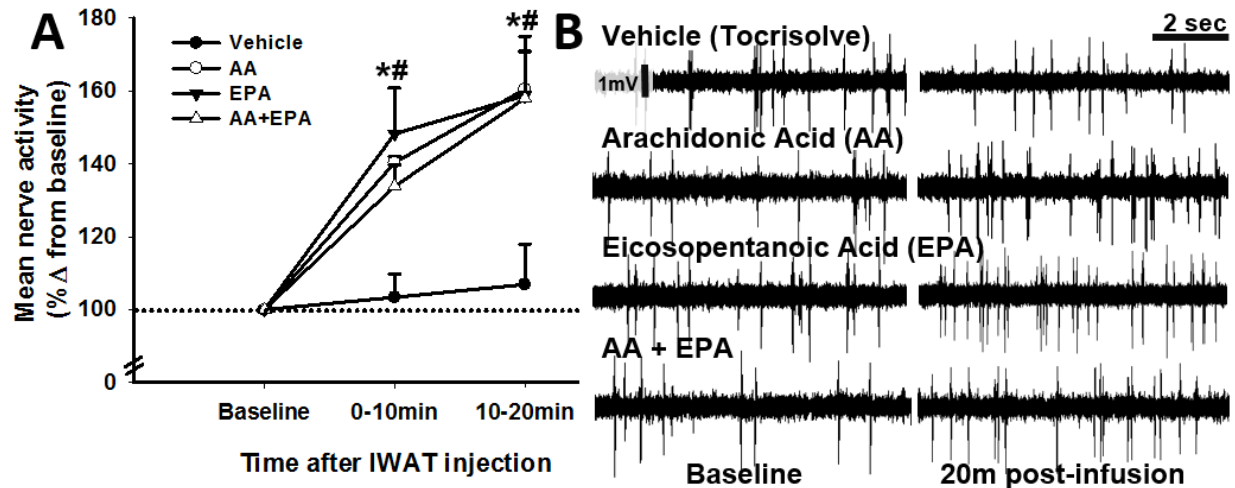 A
Mean nerve activity
(% Δ from baseline)
180
160
140
120
100
0
Vehicle
AA
EPA
AA+EPA
*#
*#
Baseline
0-10min
10-20min
Time after IWAT injection
B
2 sec
Vehicle (Tocrisolve)
1mV
Arachidonic Acid (AA)
Eicosopentanoic Acid (EPA)
AA + EPA
Baseline
20m post-infusion